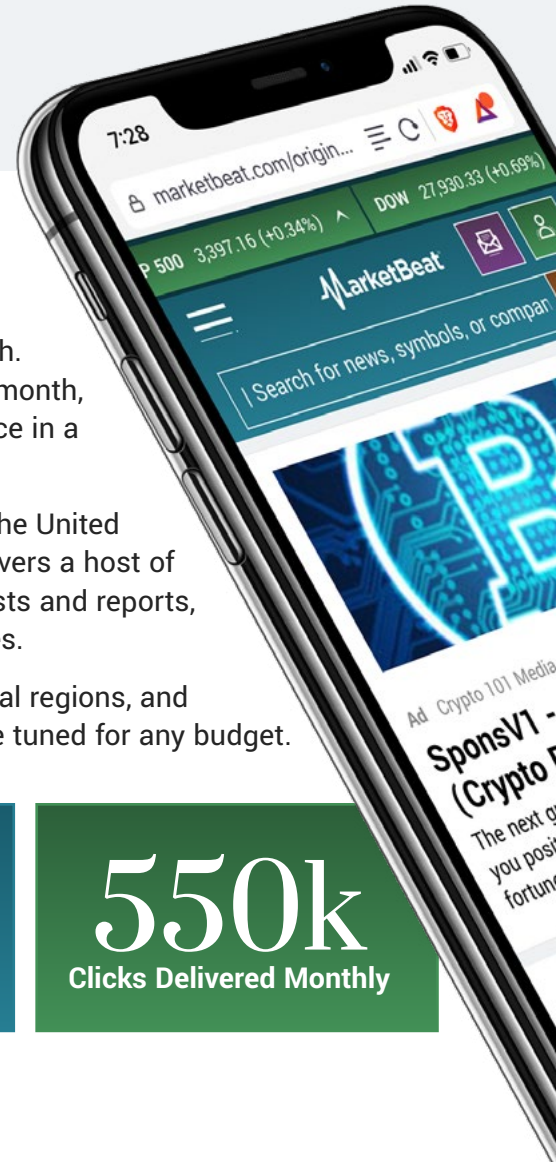 h.
month,
ce in a
he United
vers a host of
sts and reports,
s.
al regions, and
e tuned for any budget.
550k
Clicks Delivered Monthly
7:28
marketbeat.com/origin...
P 500 3,397.16 (+0.34%) DOW 27,930.33 (+0.69%)
MarketBeat
Search for news, symbols, or compan
Ad Crypto 101 Media
SponsV1 -
(Crypto
The next g
you posit
fortun